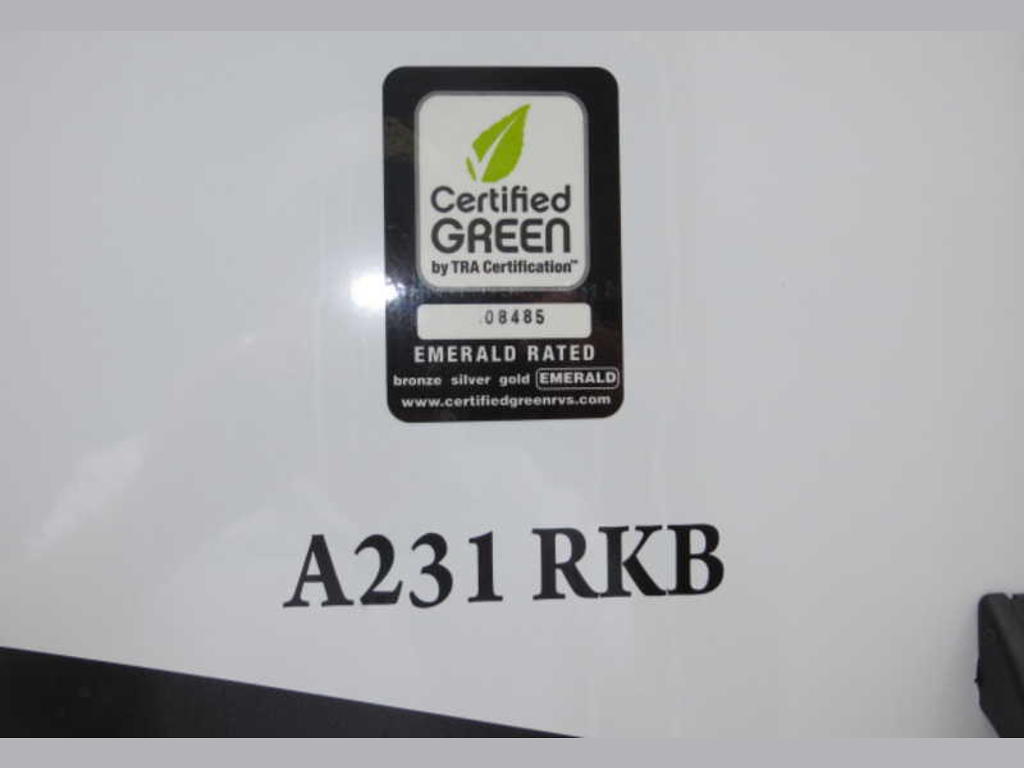 Certified
GREEN
by TRA Certification™
08485
EMERALD RATED
bronze silver gold EMERALD
www.certifiedgreenrvs.com
A231 RKB